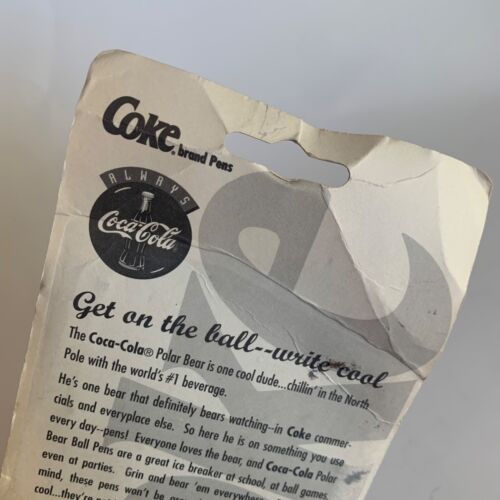 Coke
brand Pens
ALWAYS
Coca-Cola
Get on the ball--write cool
The Coca-Cola® Polar Bear is one cool dude...chillin' in the North
Pole with the world's #1 beverage.
He's one bear that definitely bears watching--in Coke commer-
cials and everyplace else. So here he is on something you use
every day--pens! Everyone loves the bear, and Coca-Cola Polar
Bear Ball Pens are a great ice breaker at school, at ball games,
even at parties. Grin and bear 'em everywhere
mind, these pens won't be
cool...they're